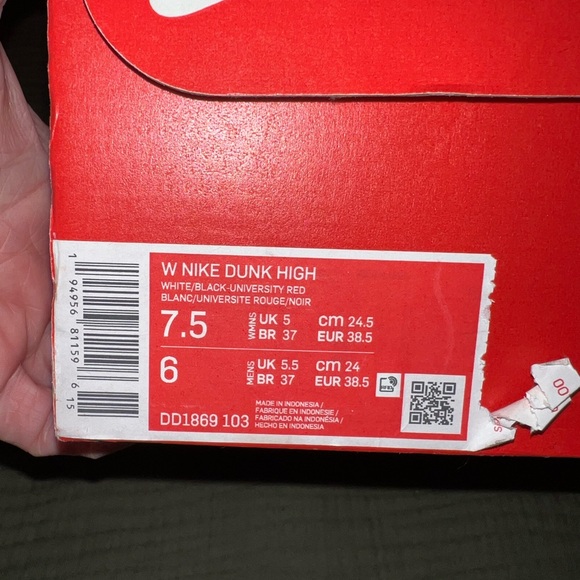 W NIKE DUNK HIGH
WHITE/BLACK-UNIVERSITY RED
BLANC/UNIVERSITE ROUGE/NOIR
7.5 WMNS UK 5 cm 24.5
BR 37 EUR 38.5
6 MENS UK 5.5 cm 24
BR 37 EUR 38.5
DD1869 103
MADE IN INDONESIA /
FABRIQUE EN INDONESIE /
FABRICADO NA INDONÉSIA /
HECHO EN INDONESIA
1 94956 81159 6 15
00